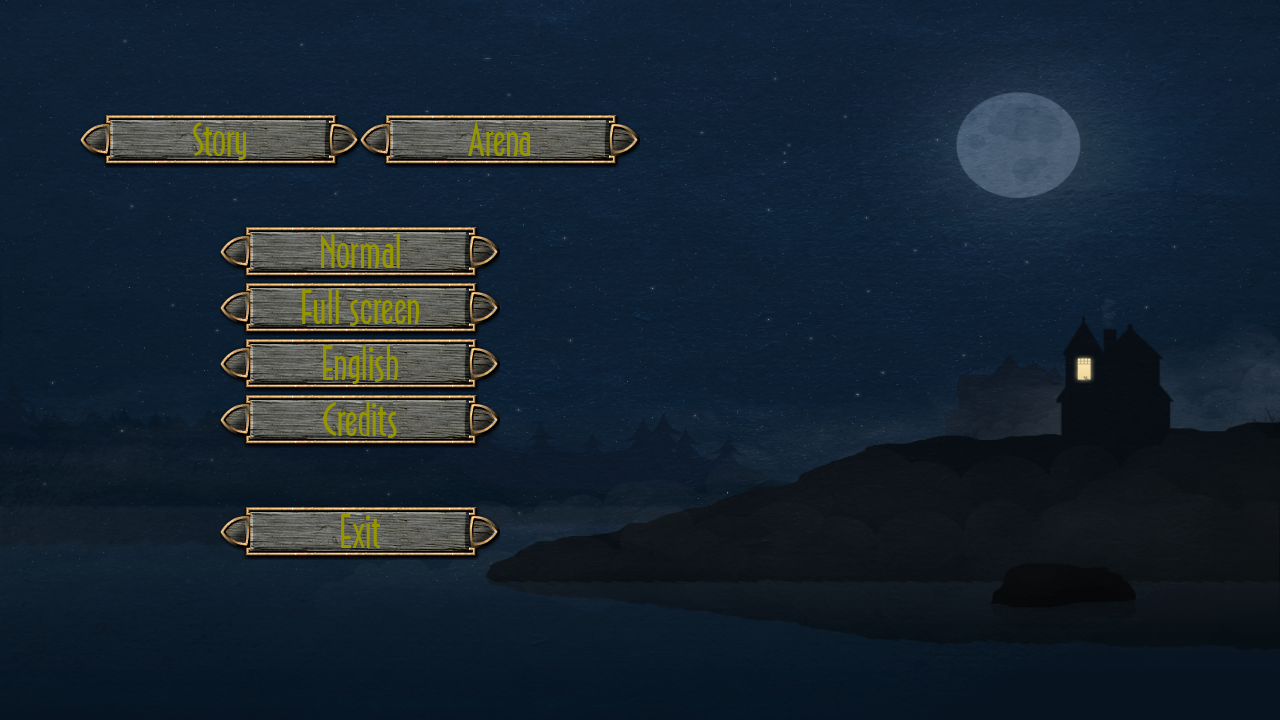 Story Arena
Normal
Full screen
English
Credits
Exit